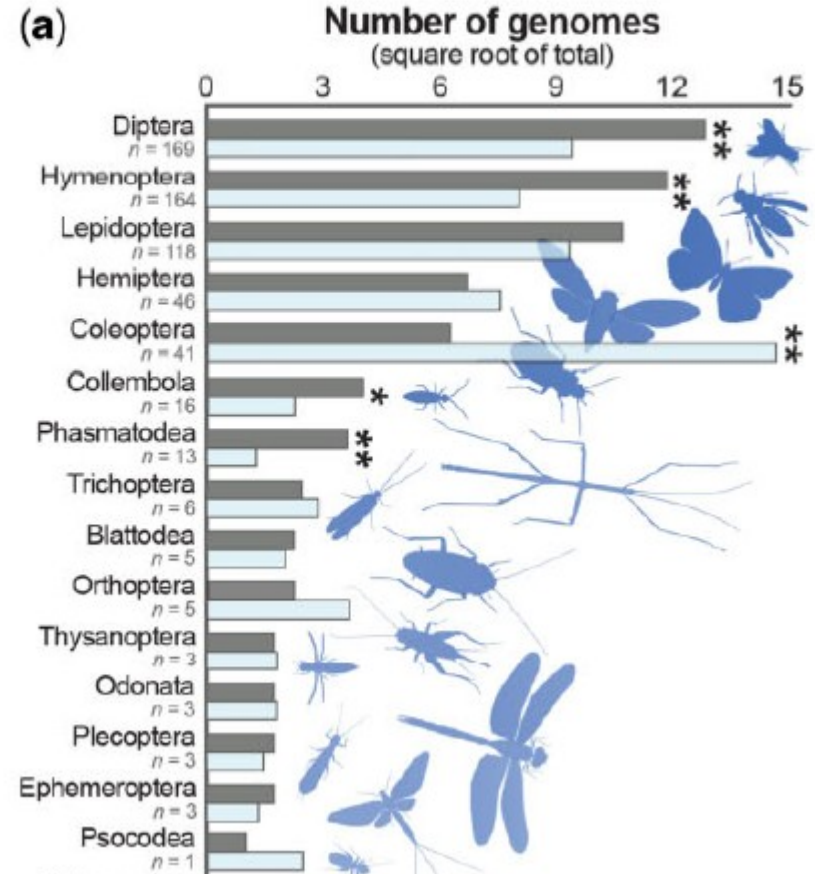 (a)
Number of genomes
(square root of total)
0 3 6 9 12 15
Diptera
n = 169
**
Hymenoptera
n = 164
**
Lepidoptera
n = 118
Hemiptera
n = 46
Coleoptera
n = 41
**
Collembola
n = 16
*
Phasmatodea
n = 13
**
Trichoptera
n = 6
Blattodea
n = 5
Orthoptera
n = 5
Thysanoptera
n = 3
Odonata
n = 3
Plecoptera
n = 3
Ephemeroptera
n = 3
Psocodea
n = 1